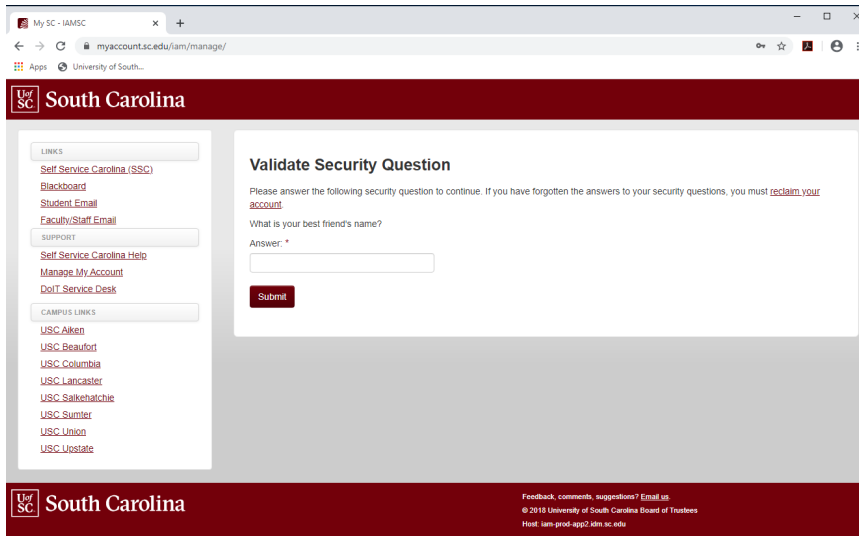 My SC - IAMSC
myaccount.sc.edu/iam/manage/
Apps University of South...
UofSC South Carolina
LINKS
Self Service Carolina (SSC)
Blackboard
Student Email
Faculty/Staff Email
SUPPORT
Self Service Carolina Help
Manage My Account
DoIT Service Desk
CAMPUS LINKS
USC Aiken
USC Beaufort
USC Columbia
USC Lancaster
USC Salkehatchie
USC Sumter
USC Union
USC Upstate
Validate Security Question
Please answer the following security question to continue. If you have forgotten the answers to your security questions, you must reclaim your
account.
What is your best friend's name?
Answer: *
Submit
UofSC South Carolina
Feedback, comments, suggestions? Email us.
© 2018 University of South Carolina Board of Trustees
Host: iam-prod-app2.idm.sc.edu